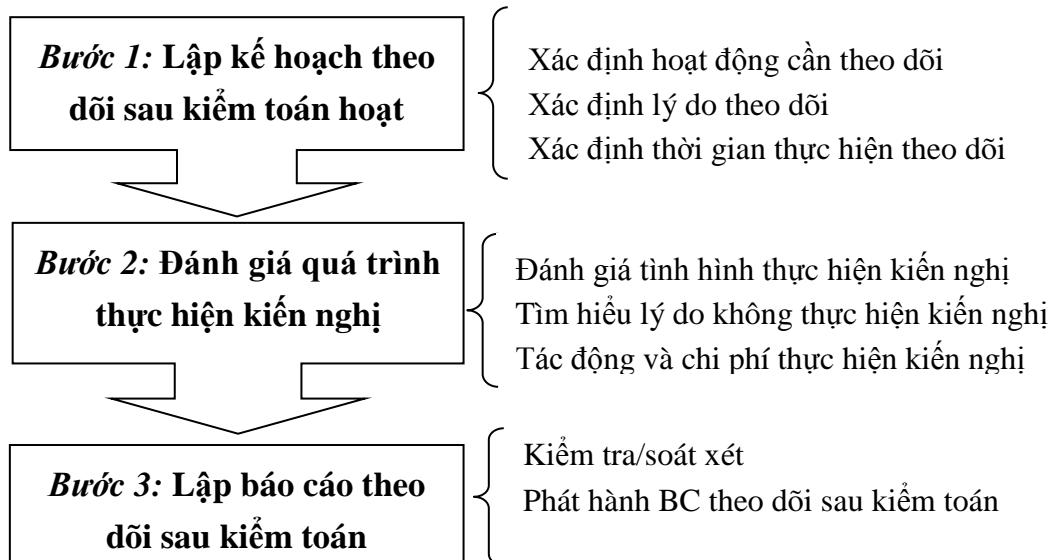 Bước 1: Lập kế hoạch theo
dõi sau kiểm toán hoạt
Xác định hoạt động cần theo dõi
Xác định lý do theo dõi
Xác định thời gian thực hiện theo dõi
Bước 2: Đánh giá quá trình
thực hiện kiến nghị
Đánh giá tình hình thực hiện kiến nghị
Tìm hiểu lý do không thực hiện kiến nghị
Tác động và chi phí thực hiện kiến nghị
Bước 3: Lập báo cáo theo
dõi sau kiểm toán
Kiểm tra/soát xét
Phát hành BC theo dõi sau kiểm toán